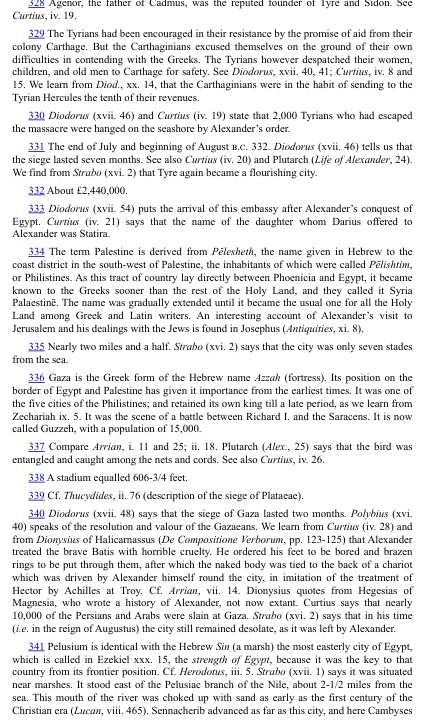 328 Agenor, the father of Cadmus, was the reputed founder of Tyre and Sidon. See
Curtius, iv. 19.
329 The Tyrians had been encouraged in their resistance by the promise of aid from their
colony Carthage. But the Carthaginians excused themselves on the ground of their own
difficulties in contending with the Greeks. The Tyrians however despatched their women,
children, and old men to Carthage for safety. See Diodorus, xvii. 40, 41; Curtius, iv. 8 and
15. We learn from Diod., xx. 14, that the Carthaginians were in the habit of sending to the
Tyrian Hercules the tenth of their revenues.
330 Diodorus (xvii. 46) and Curtius (iv. 19) state that 2,000 Tyrians who had escaped
the massacre were hanged on the seashore by Alexander's order.
331 The end of July and beginning of August B.C. 332. Diodorus (xvii. 46) tells us that
the siege lasted seven months. See also Curtius (iv. 20) and Plutarch (Life of Alexander, 24).
We find from Strabo (xvi. 2) that Tyre again became a flourishing city.
332 About £2,440,000.
333 Diodorus (xvii. 54) puts the arrival of this embassy after Alexander's conquest of
Egypt. Curtius (iv. 21) says that the name of the daughter whom Darius offered to
Alexander was Statira.
334 The term Palestine is derived from Pĕlesheth, the name given in Hebrew to the
coast district in the south-west of Palestine, the inhabitants of which were called Pĕlishtim,
or Philistines. As this tract of country lay directly between Phoenicia and Egypt, it became
known to the Greeks sooner than the rest of the Holy Land, and they called it Syria
Palaestinē. The name was gradually extended until it became the usual one for all the Holy
Land among Greek and Latin writers. An interesting account of Alexander's visit to
Jerusalem and his dealings with the Jews is found in Josephus (Antiquities, xi. 8).
335 Nearly two miles and a half. Strabo (xvi. 2) says that the city was only seven stades
from the sea.
336 Gaza is the Greek form of the Hebrew name Azzah (fortress). Its position on the
border of Egypt and Palestine has given it importance from the earliest times. It was one of
the five cities of the Philistines; and retained its own king till a late period, as we learn from
Zechariah ix. 5. It was the scene of a battle between Richard I. and the Saracens. It is now
called Guzzeh, with a population of 15,000.
337 Compare Arrian, i. 11 and 25; ii. 18. Plutarch (Alex., 25) says that the bird was
entangled and caught among the nets and cords. See also Curtius, iv. 26.
338 A stadium equalled 606-3/4 feet.
339 Cf. Thucydides, ii. 76 (description of the siege of Plataeae).
340 Diodorus (xvii. 48) says that the siege of Gaza lasted two months. Polybius (xvi.
40) speaks of the resolution and valour of the Gazaeans. We learn from Curtius (iv. 28) and
from Dionysius of Halicarnassus (De Compositione Verborum, pp. 123-125) that Alexander
treated the brave Batis with horrible cruelty. He ordered his feet to be bored and brazen
rings to be put through them, after which the naked body was tied to the back of a chariot
which was driven by Alexander himself round the city, in imitation of the treatment of
Hector by Achilles at Troy. Cf. Arrian, vii. 14. Dionysius quotes from Hegesias of
Magnesia, who wrote a history of Alexander, not now extant. Curtius says that nearly
10,000 of the Persians and Arabs were slain at Gaza. Strabo (xvi. 2) says that in his time
(i.e. in the reign of Augustus) the city still remained desolate, as it was left by Alexander.
341 Pelusium is identical with the Hebrew Sin (a marsh) the most easterly city of Egypt,
which is called in Ezekiel xxx. 15, the strength of Egypt, because it was the key to that
country from its frontier position. Cf. Herodotus, iii. 5. Strabo (xvii. 1) says it was situated
near marshes. It stood east of the Pelusiac branch of the Nile, about 2-1/2 miles from the
sea. This mouth of the river was choked up with sand as early as the first century of the
Christian era (Lucan, viii. 465). Sennacherib advanced as far as this city, and here Cambyses